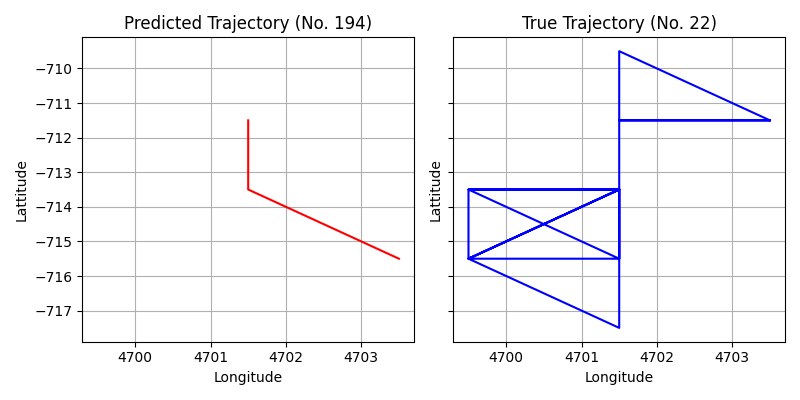 Predicted Trajectory (No. 194)
True Trajectory (No. 22)
−710
−711
−712
−713
−714
−715
−716
−717
Lattitude
Lattitude
4700 4701 4702 4703
4700 4701 4702 4703
Longitude
Longitude